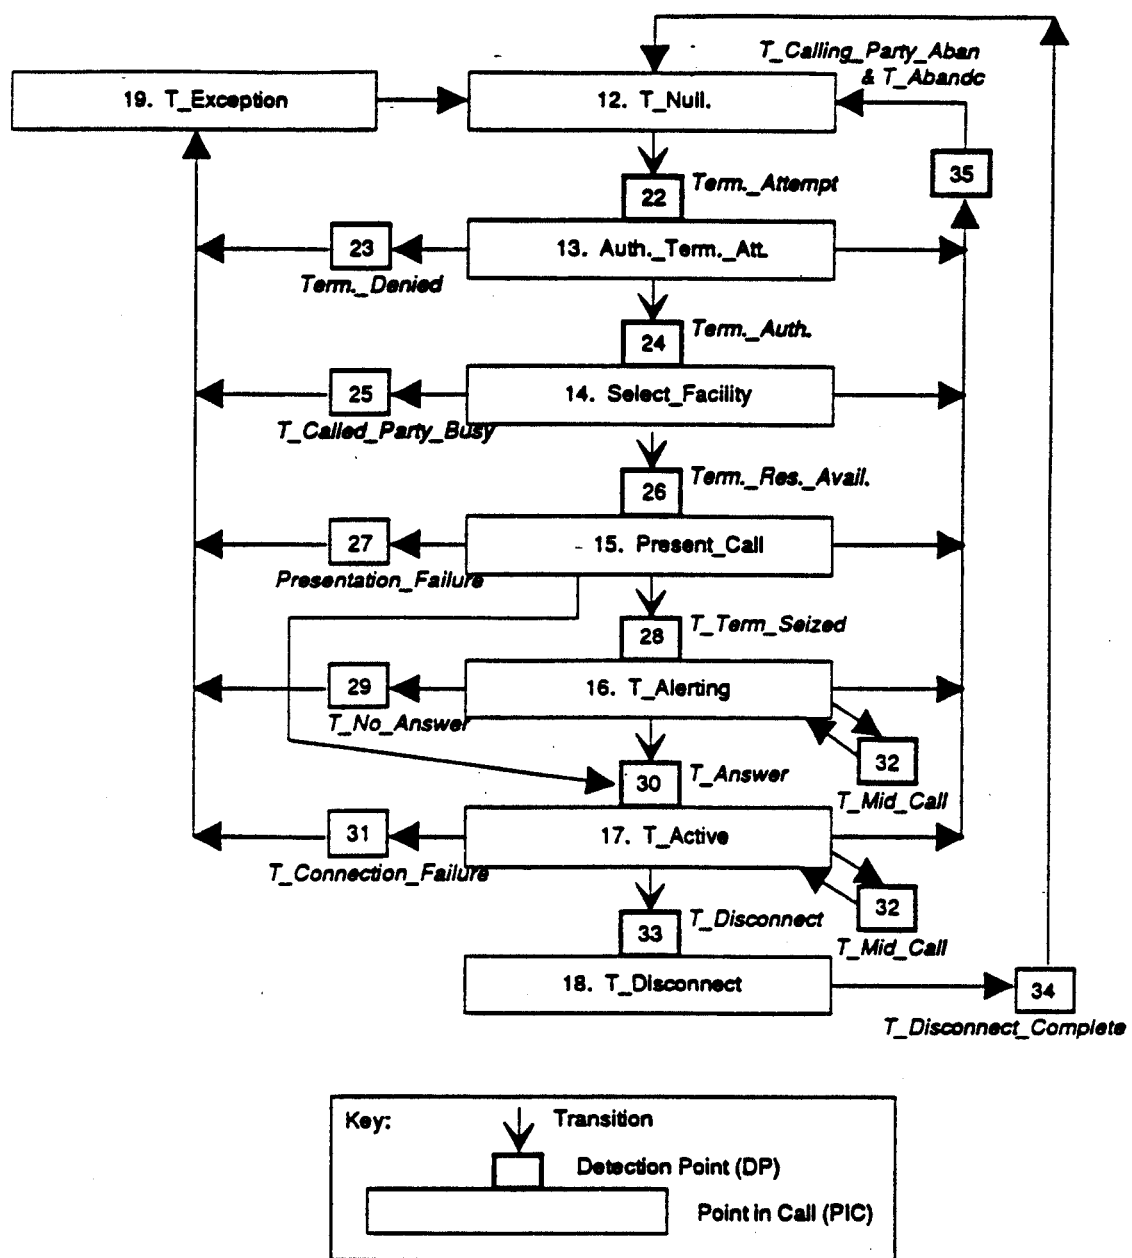 T_Calling_Party_Aban
& T_Abandc
19. T_Exception
12. T_Null.
35
22
Term._Attempt
23
13. Auth._Term._Att.
Term._Denied
24
Term._Auth.
25
14. Select_Facility
T_Called_Party_Busy
26
Term._Res._Avail.
27
15. Present_Call
Presentation_Failure
28
T_Term_Seized
29
16. T_Alerting
T_No_Answer
32
T_Mid_Call
30
T_Answer
31
17. T_Active
T_Connection_Failure
32
T_Mid_Call
33
T_Disconnect
18. T_Disconnect
34
T_Disconnect_Complete
Key:
Transition
Detection Point (DP)
Point in Call (PIC)